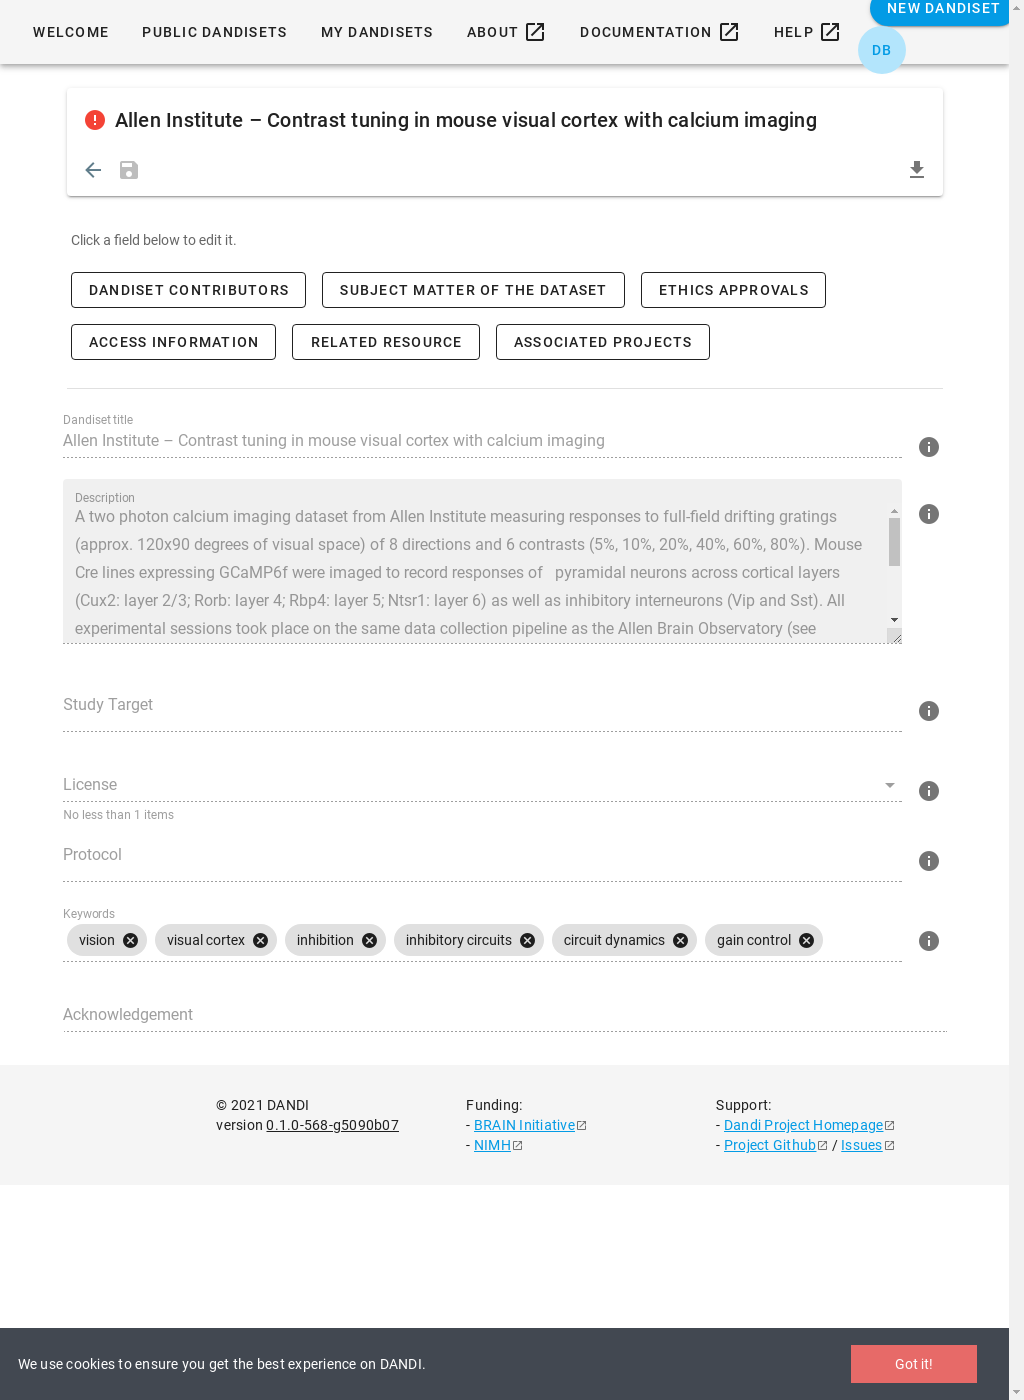 WELCOME PUBLIC DANDISETS MY DANDISETS ABOUT DOCUMENTATION HELP NEW DANDISET
DB
Allen Institute – Contrast tuning in mouse visual cortex with calcium imaging
Click a field below to edit it.
DANDISET CONTRIBUTORS SUBJECT MATTER OF THE DATASET ETHICS APPROVALS
ACCESS INFORMATION RELATED RESOURCE ASSOCIATED PROJECTS
Dandiset title
Allen Institute – Contrast tuning in mouse visual cortex with calcium imaging
Description
A two photon calcium imaging dataset from Allen Institute measuring responses to full-field drifting gratings
(approx. 120x90 degrees of visual space) of 8 directions and 6 contrasts (5%, 10%, 20%, 40%, 60%, 80%). Mouse
Cre lines expressing GCaMP6f were imaged to record responses of pyramidal neurons across cortical layers
(Cux2: layer 2/3; Rorb: layer 4; Rbp4: layer 5; Ntsr1: layer 6) as well as inhibitory interneurons (Vip and Sst). All
experimental sessions took place on the same data collection pipeline as the Allen Brain Observatory (see
Study Target
License
No less than 1 items
Protocol
Keywords
vision visual cortex inhibition inhibitory circuits circuit dynamics gain control
Acknowledgement
© 2021 DANDI Funding: Support:
version 0.1.0-568-g5090b07 - BRAIN Initiative - Dandi Project Homepage
- NIMH - Project Github / Issues
We use cookies to ensure you get the best experience on DANDI. Got it!